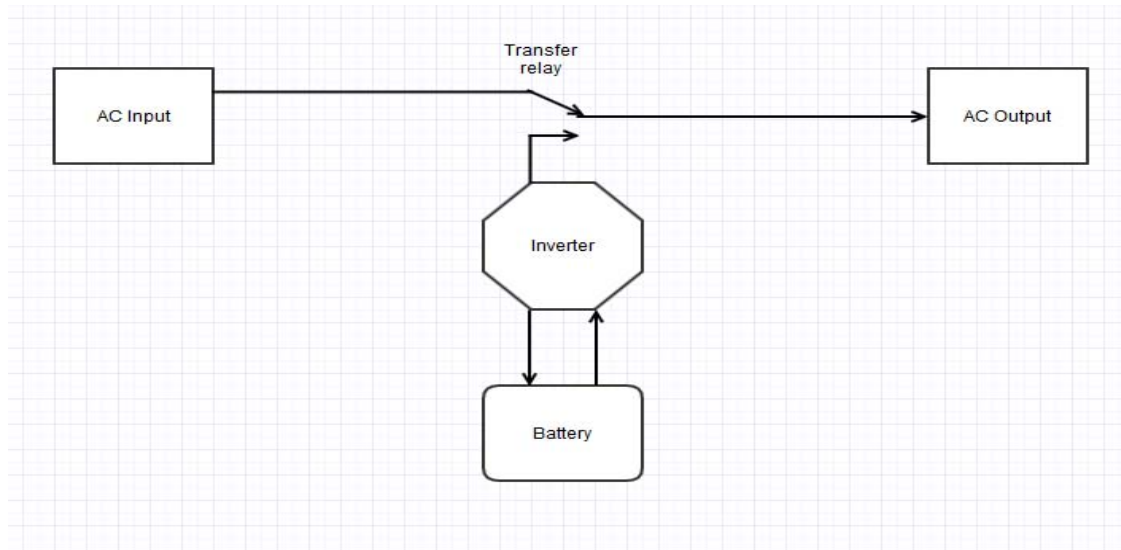 Transfer
relay
AC Input
AC Output
Inverter
Battery